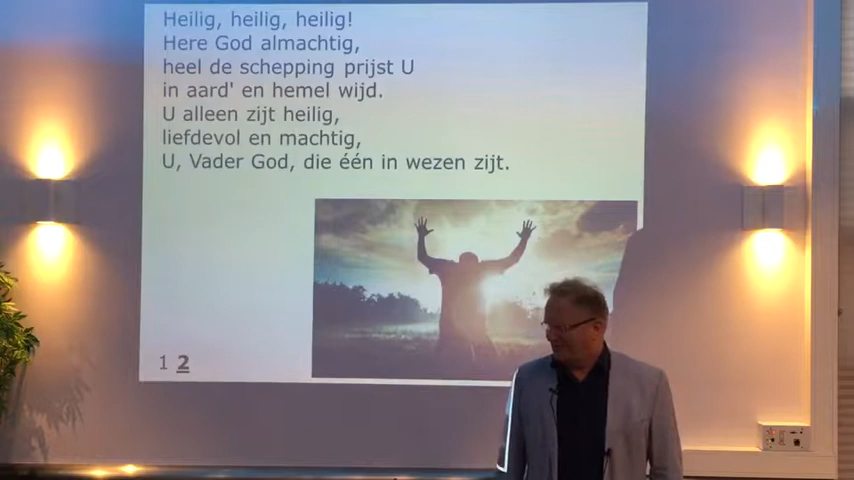 Heilig, heilig, heilig!
Here God almachtig,
heel de schepping prijst U
in aard' en hemel wijd.
U alleen zijt heilig,
liefdevol en machtig,
U, Vader God, die één in wezen zijt.
1 2